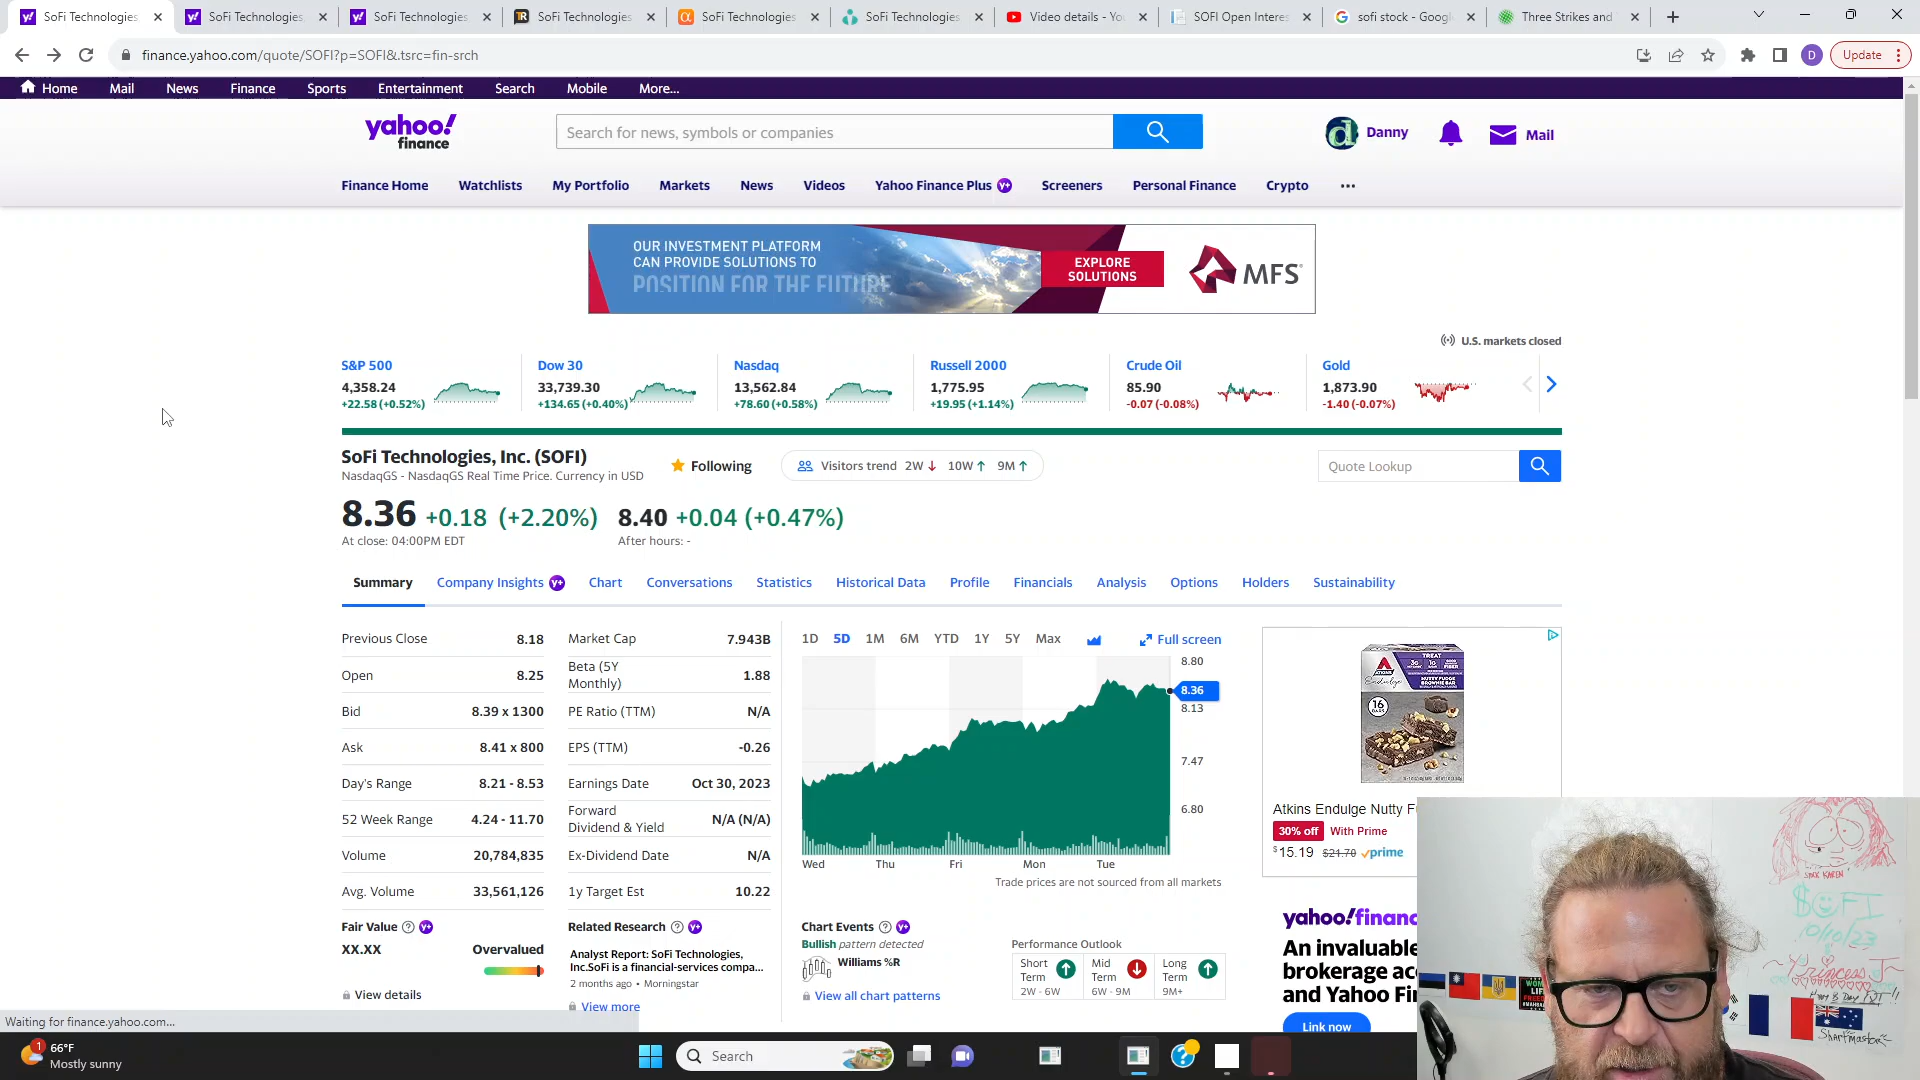 SoFi Technologies
SoFi Technologies,
SoFi Technologies
SoFi Technologies
SoFi Technologies
SoFi Technologies
Video details - You
SOFI Open Interes
sofi stock - Googl
Three Strikes and
finance.yahoo.com/quote/SOFI?p=SOFI&.tsrc=fin-srch
D
Update
Home Mail News Finance Sports Entertainment Search Mobile More...
yahoo!
finance
Search for news, symbols or companies
Danny
Mail
Finance Home Watchlists My Portfolio Markets News Videos Yahoo Finance Plus Screeners Personal Finance Crypto ...
OUR INVESTMENT PLATFORM
CAN PROVIDE SOLUTIONS TO
POSITION FOR THE FUTURE
EXPLORE
SOLUTIONS
MFS
U.S. markets closed
S&P 500
4,358.24
+22.58 (+0.52%)
Dow 30
33,739.30
+134.65 (+0.40%)
Nasdaq
13,562.84
+78.60 (+0.58%)
Russell 2000
1,775.95
+19.95 (+1.14%)
Crude Oil
85.90
-0.07 (-0.08%)
Gold
1,873.90
-1.40 (-0.07%)
SoFi Technologies, Inc. (SOFI)
NasdaqGS - NasdaqGS Real Time Price. Currency in USD
Following
Visitors trend 2W 10W 9M
Quote Lookup
8.36 +0.18 (+2.20%)
At close: 04:00PM EDT
8.40 +0.04 (+0.47%)
After hours: -
Summary Company Insights Chart Conversations Statistics Historical Data Profile Financials Analysis Options Holders Sustainability
Previous Close 8.18
Open 8.25
Bid 8.39 x 1300
Ask 8.41 x 800
Day's Range 8.21 - 8.53
52 Week Range 4.24 - 11.70
Volume 20,784,835
Avg. Volume 33,561,126
Market Cap 7.943B
Beta (5Y
Monthly) 1.88
PE Ratio (TTM) N/A
EPS (TTM) -0.26
Earnings Date Oct 30, 2023
Forward
Dividend & Yield N/A (N/A)
Ex-Dividend Date N/A
1y Target Est 10.22
1D 5D 1M 6M YTD 1Y 5Y Max
Full screen
8.80
8.36
8.13
7.47
6.80
Wed Thu Fri Mon Tue
Trade prices are not sourced from all markets
Fair Value
XX.XX Overvalued
View details
Related Research
Analyst Report: SoFi Technologies,
Inc.SoFi is a financial-services compa...
2 months ago • Morningstar
View more
Chart Events
Bullish pattern detected
Williams %R
View all chart patterns
Performance Outlook
Short
Term
2W - 6W
Mid
Term
6W - 9M
Long
Term
9M+
ATKINS
Endulge
TREAT
NUTTY FUDGE
BROWNIE BAR
16
BARS
Atkins Endulge Nutty F
30% off With Prime
$15.19 $21.70 prime
yahoo!financ
An invaluable
brokerage ac
and Yahoo Fi
Link now
STOCK KAREN
$OFI
10/10/23
~Princess J~
Waiting for finance.yahoo.com...
1
66°F
Mostly sunny
Search